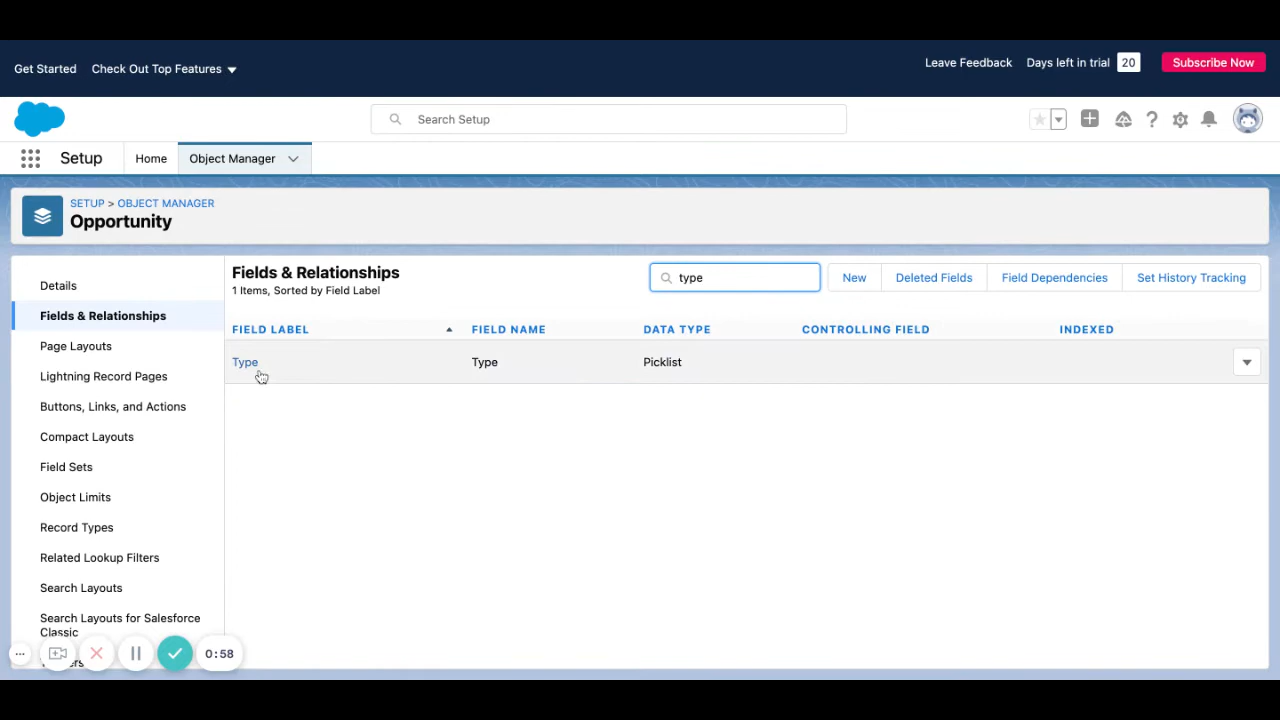 Get Started
Check Out Top Features
Leave Feedback
Days left in trial
20
Subscribe Now
Search Setup
Setup
Home
Object Manager
SETUP > OBJECT MANAGER
Opportunity
Details
Fields & Relationships
Page Layouts
Lightning Record Pages
Buttons, Links, and Actions
Compact Layouts
Field Sets
Object Limits
Record Types
Related Lookup Filters
Search Layouts
Search Layouts for Salesforce
Classic
Fields & Relationships
1 Items, Sorted by Field Label
type
New
Deleted Fields
Field Dependencies
Set History Tracking
FIELD LABEL
FIELD NAME
DATA TYPE
CONTROLLING FIELD
INDEXED
Type
Type
Picklist
0:58